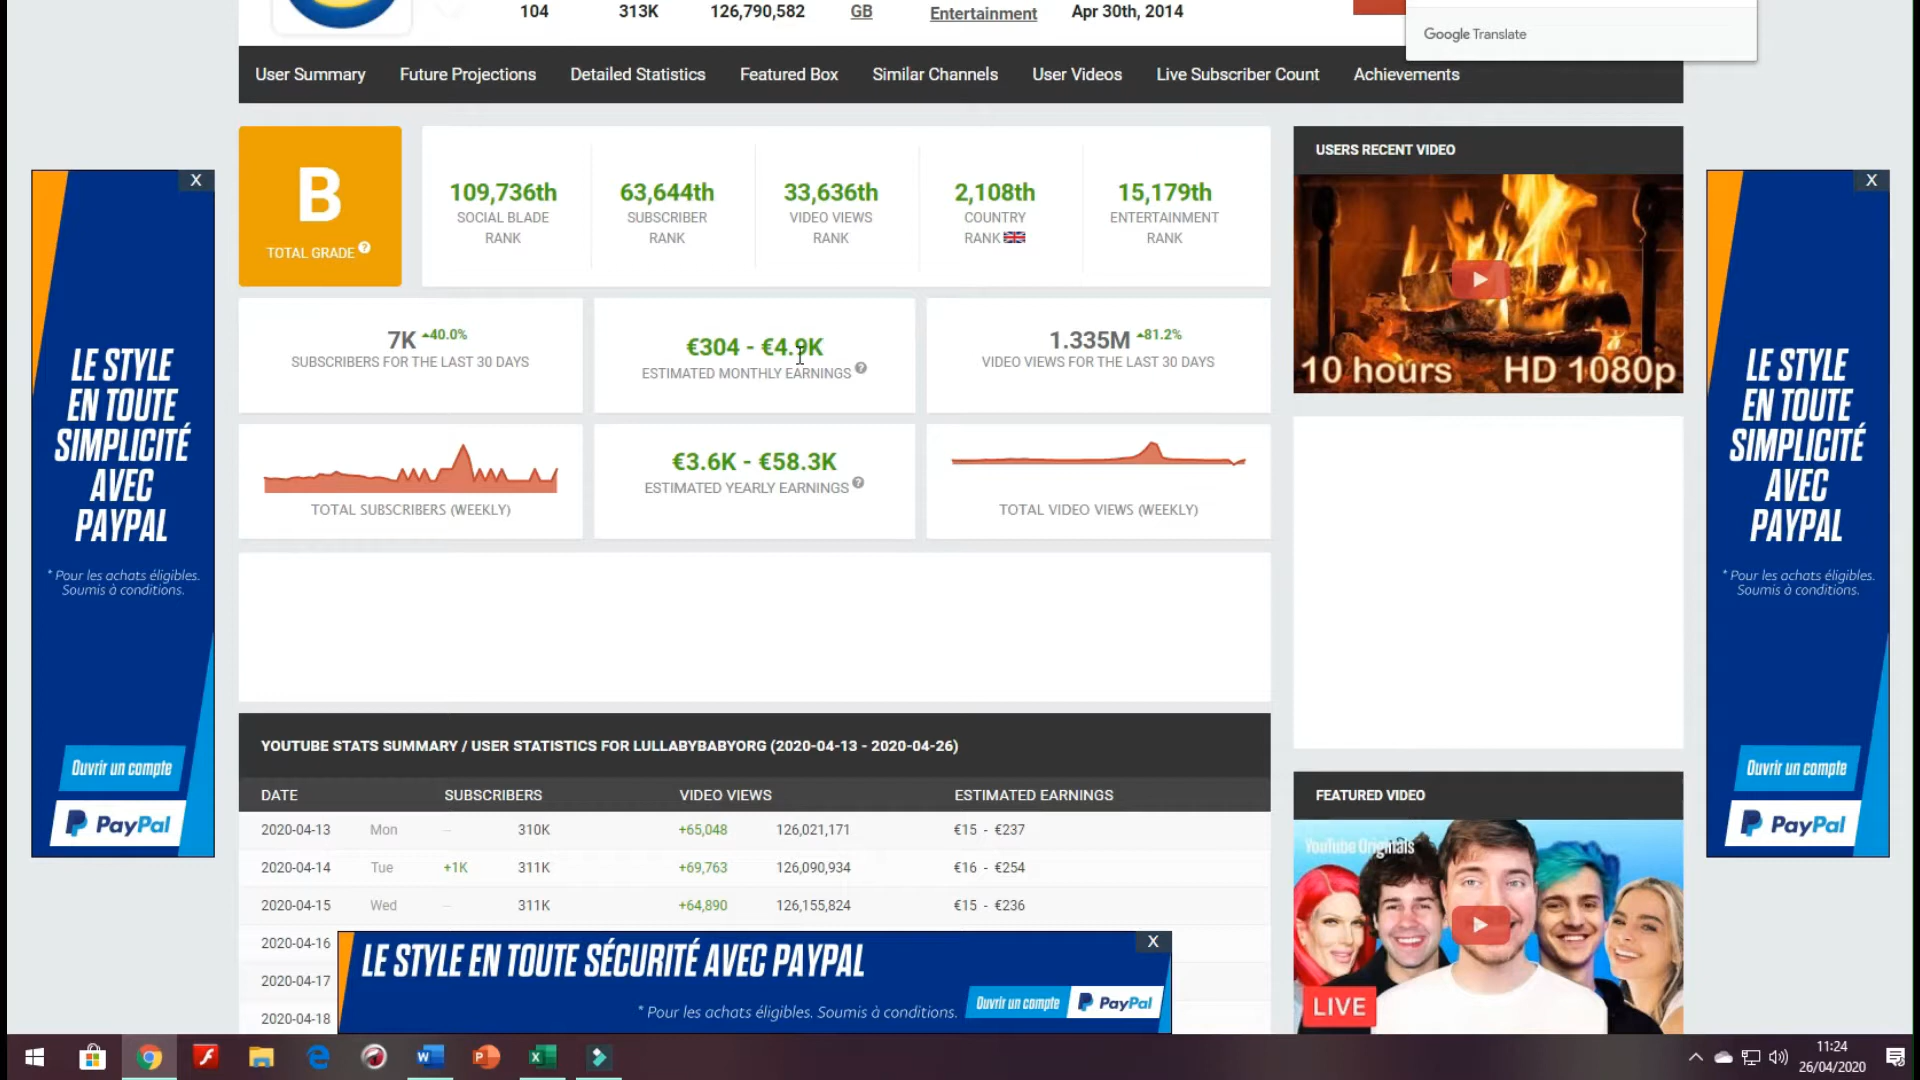 104 313K 126,790,582 GB Entertainment Apr 30th, 2014
Google Translate
User Summary Future Projections Detailed Statistics Featured Box Similar Channels User Videos Live Subscriber Count Achievements
B
TOTAL GRADE ?
109,736th
SOCIAL BLADE
RANK
63,644th
SUBSCRIBER
RANK
33,636th
VIDEO VIEWS
RANK
2,108th
COUNTRY
RANK
15,179th
ENTERTAINMENT
RANK
7K 40.0%
SUBSCRIBERS FOR THE LAST 30 DAYS
€304 - €4.9K
ESTIMATED MONTHLY EARNINGS ?
1.335M 81.2%
VIDEO VIEWS FOR THE LAST 30 DAYS
TOTAL SUBSCRIBERS (WEEKLY)
€3.6K - €58.3K
ESTIMATED YEARLY EARNINGS ?
TOTAL VIDEO VIEWS (WEEKLY)
YOUTUBE STATS SUMMARY / USER STATISTICS FOR LULLABYBABYORG (2020-04-13 - 2020-04-26)
DATE SUBSCRIBERS VIDEO VIEWS ESTIMATED EARNINGS
2020-04-13 Mon -- 310K +65,048 126,021,171 €15 - €237
2020-04-14 Tue +1K 311K +69,763 126,090,934 €16 - €254
2020-04-15 Wed -- 311K +64,890 126,155,824 €15 - €236
2020-04-16
2020-04-17
2020-04-18
X
LE STYLE EN TOUTE SÉCURITÉ AVEC PAYPAL
* Pour les achats éligibles. Soumis à conditions.
Ouvrir un compte
PayPal
USERS RECENT VIDEO
10 hours HD 1080p
FEATURED VIDEO
YouTube Originals
LIVE
X
LE STYLE
EN TOUTE
SIMPLICITÉ
AVEC
PAYPAL
* Pour les achats éligibles.
Soumis à conditions.
Ouvrir un compte
PayPal
X
LE STYLE
EN TOUTE
SIMPLICITÉ
AVEC
PAYPAL
* Pour les achats éligibles.
Soumis à conditions.
Ouvrir un compte
PayPal
11:24
26/04/2020